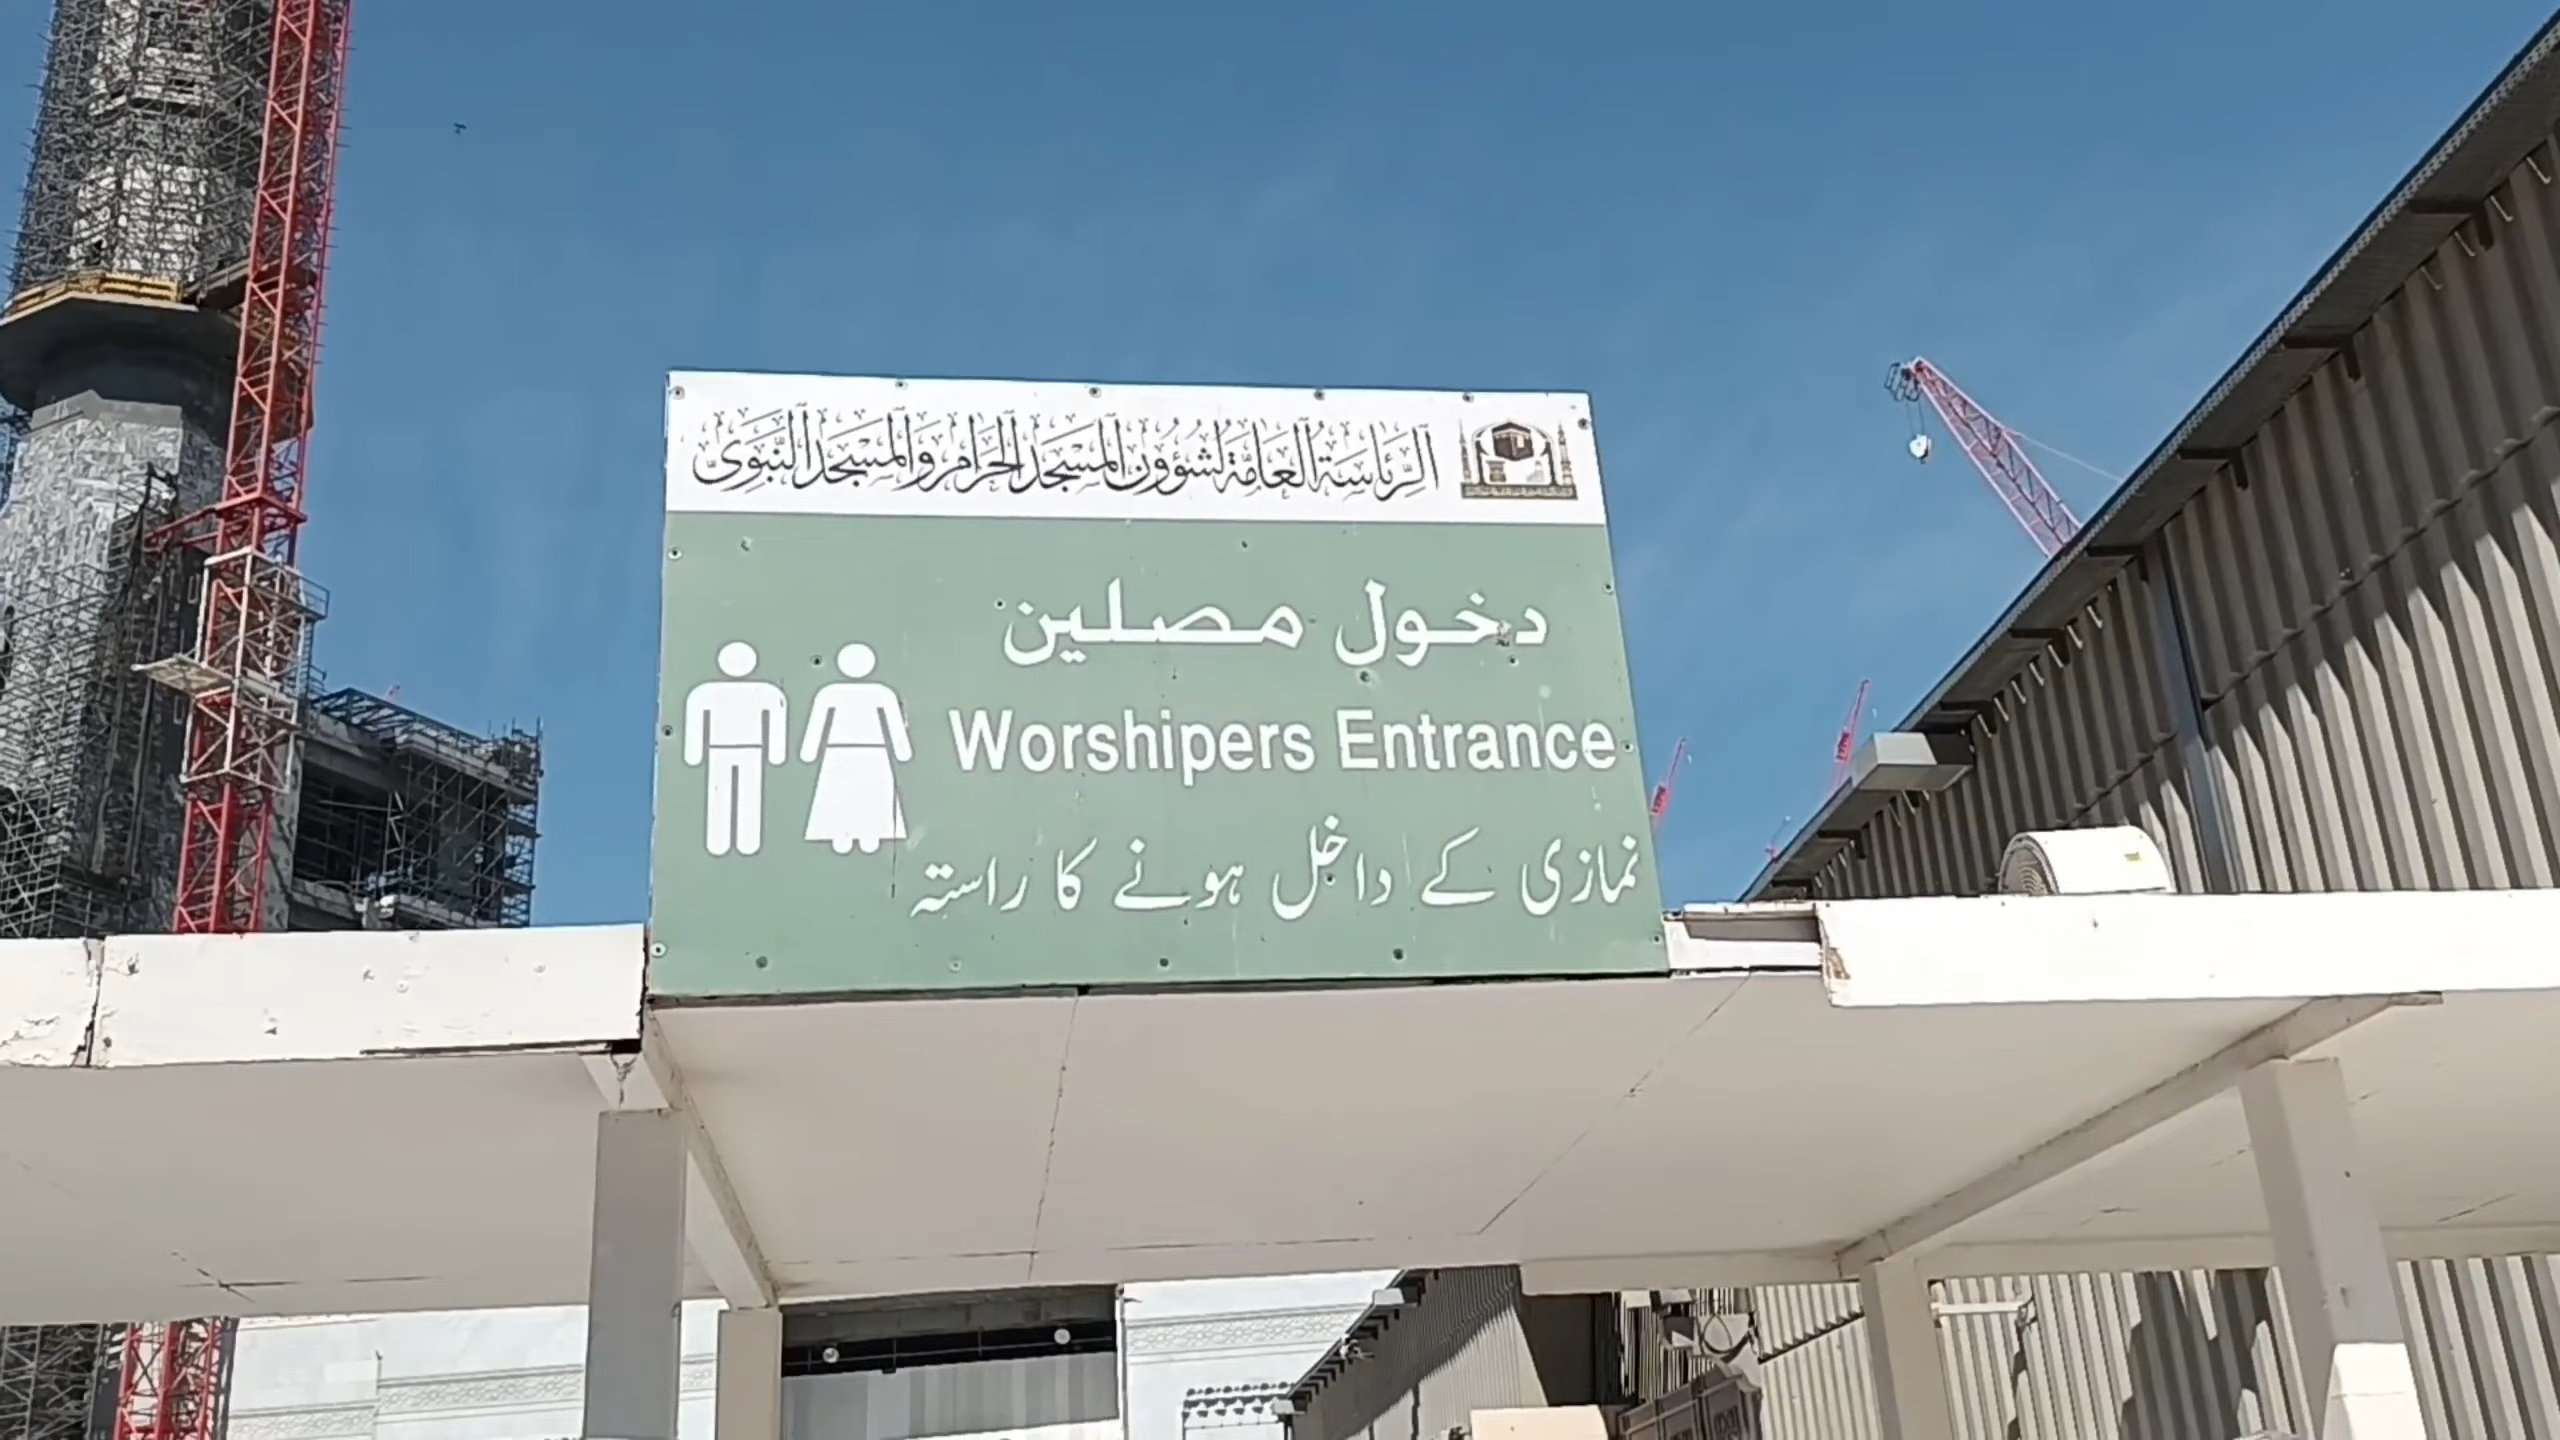 الرئاسة العامة لشؤون المسجد الحرام والمسجد النبوي
دخول مصلين
Worshipers Entrance
نمازی کے داخل ہونے کا راستہ